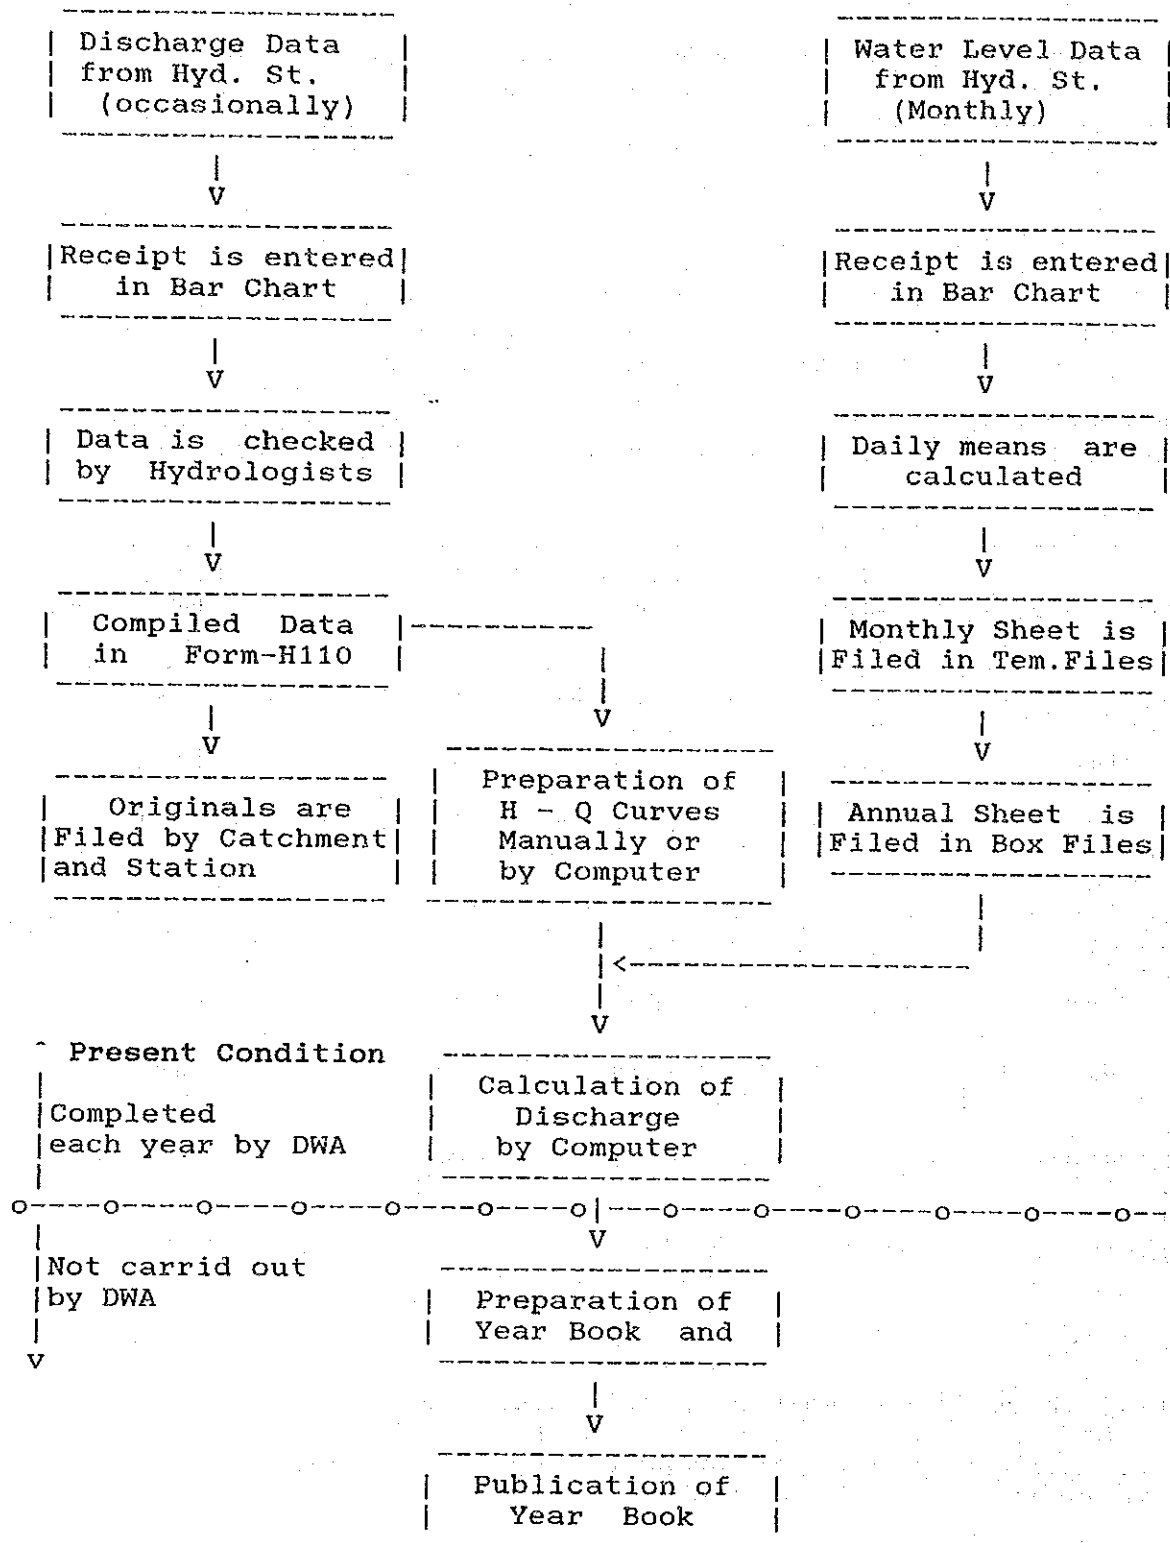 Discharge Data
from Hyd. St.
(occasionally)
Water Level Data
from Hyd. St.
(Monthly)
Receipt is entered
in Bar Chart
Receipt is entered
in Bar Chart
Data is checked
by Hydrologists
Daily means are
calculated
Compiled Data
in Form-H110
Monthly Sheet is
Filed in Tem.Files
Originals are
Filed by Catchment
and Station
Preparation of
H - Q Curves
Manually or
by Computer
Annual Sheet is
Filed in Box Files
Present Condition
Completed
each year by DWA
Calculation of
Discharge
by Computer
Not carrid out
by DWA
Preparation of
Year Book and
Publication of
Year Book